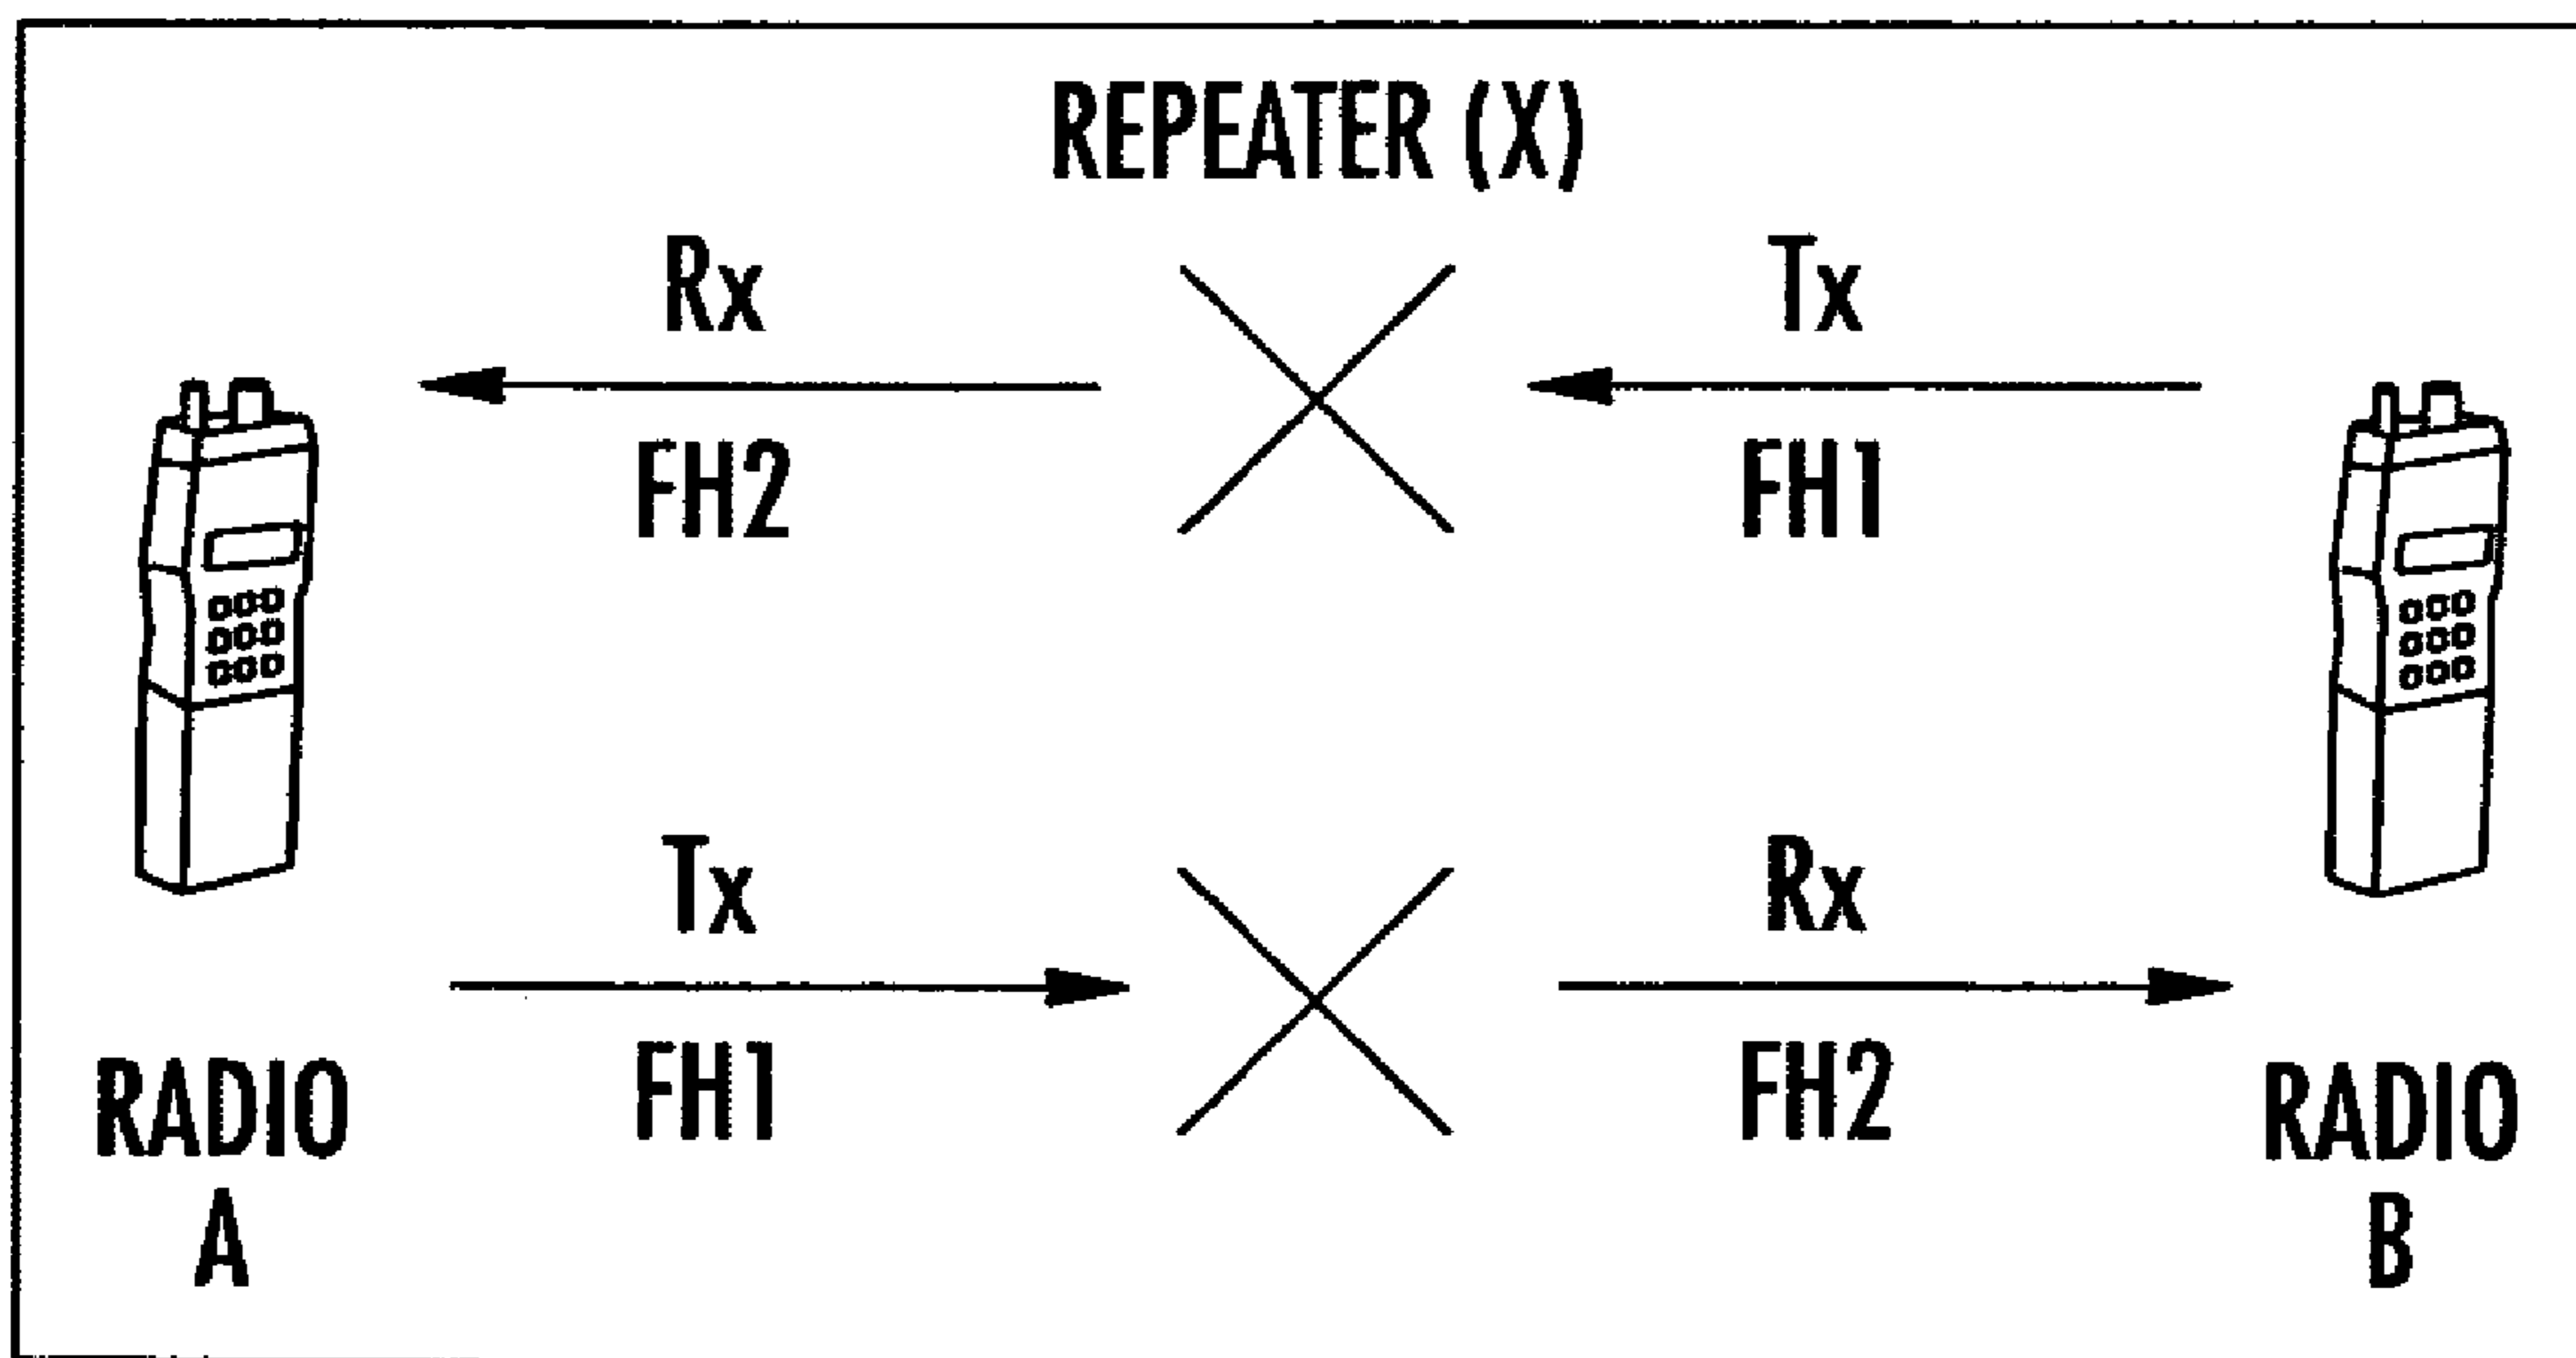 REPEATER (X)
Rx
Tx
FH2
FH1
Tx
Rx
FH1
FH2
RADIO
A
RADIO
B